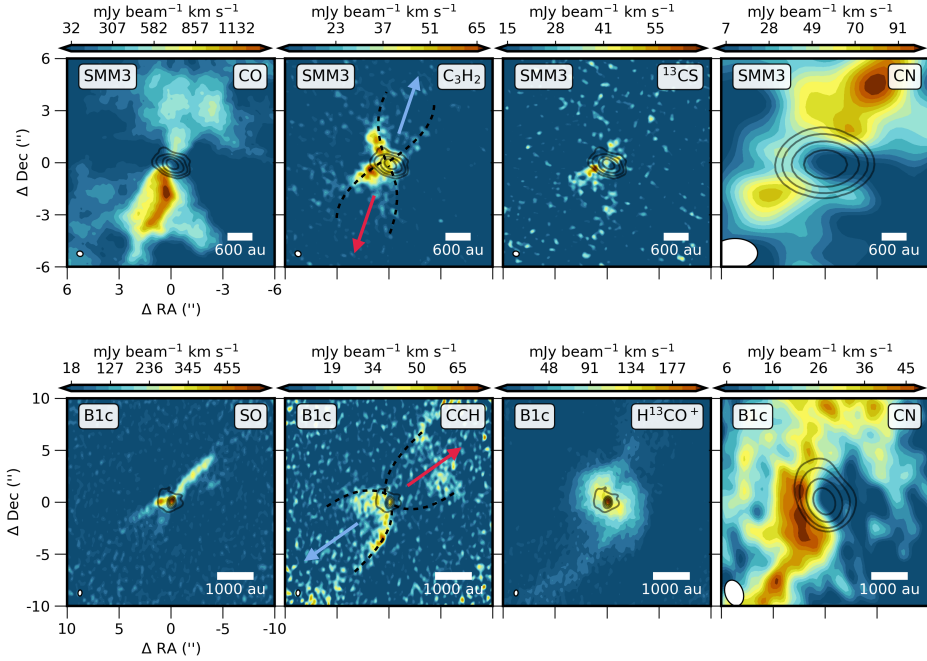 mJy beam⁻¹ km s⁻¹ mJy beam⁻¹ km s⁻¹ mJy beam⁻¹ km s⁻¹ mJy beam⁻¹ km s⁻¹
32 307 582 857 1132 23 37 51 65 15 28 41 55 7 28 49 70 91
6 SMM3 CO SMM3 C₃H₂ SMM3 ¹³CS SMM3 CN
3
Δ Dec ('')
0
-3
600 au 600 au 600 au 600 au
-6
6 3 0 -3 -6
Δ RA ('')
mJy beam⁻¹ km s⁻¹ mJy beam⁻¹ km s⁻¹ mJy beam⁻¹ km s⁻¹ mJy beam⁻¹ km s⁻¹
18 127 236 345 455 19 34 50 65 48 91 134 177 6 16 26 36 45
10 B1c SO B1c CCH B1c H¹³CO⁺ B1c CN
5
Δ Dec ('')
0
-5
1000 au 1000 au 1000 au 1000 au
-10
10 5 0 -5 -10
Δ RA ('')